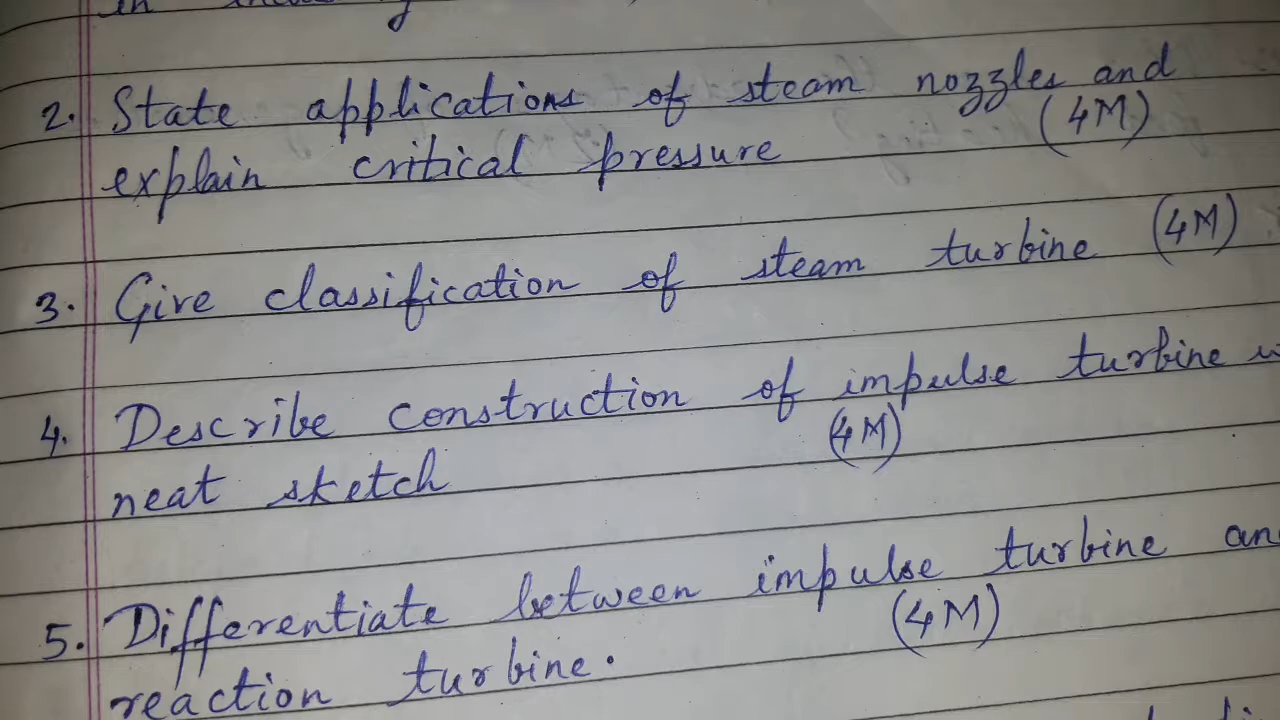 2. State applications of steam nozzles and
explain critical pressure (4M)
3. Give classification of steam turbine (4M)
4. Describe construction of impulse turbine
neat sketch (4M)
5. Differentiate between impulse turbine an
reaction turbine. (4M)